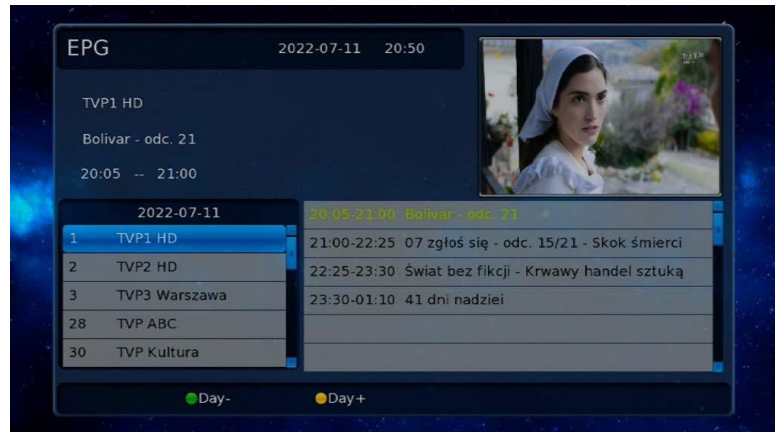 EPG
2022-07-11 20:50
TVP1 HD
Bolivar - odc. 21
20:05 -- 21:00
2022-07-11
1 TVP1 HD
2 TVP2 HD
3 TVP3 Warszawa
28 TVP ABC
30 TVP Kultura
20:05-21:00 Bolivar - odc. 21
21:00-22:25 07 zgłoś się - odc. 15/21 - Skok śmierci
22:25-23:30 Świat bez fikcji - Krwawy handel sztuką
23:30-01:10 41 dni nadziei
Day-
Day+